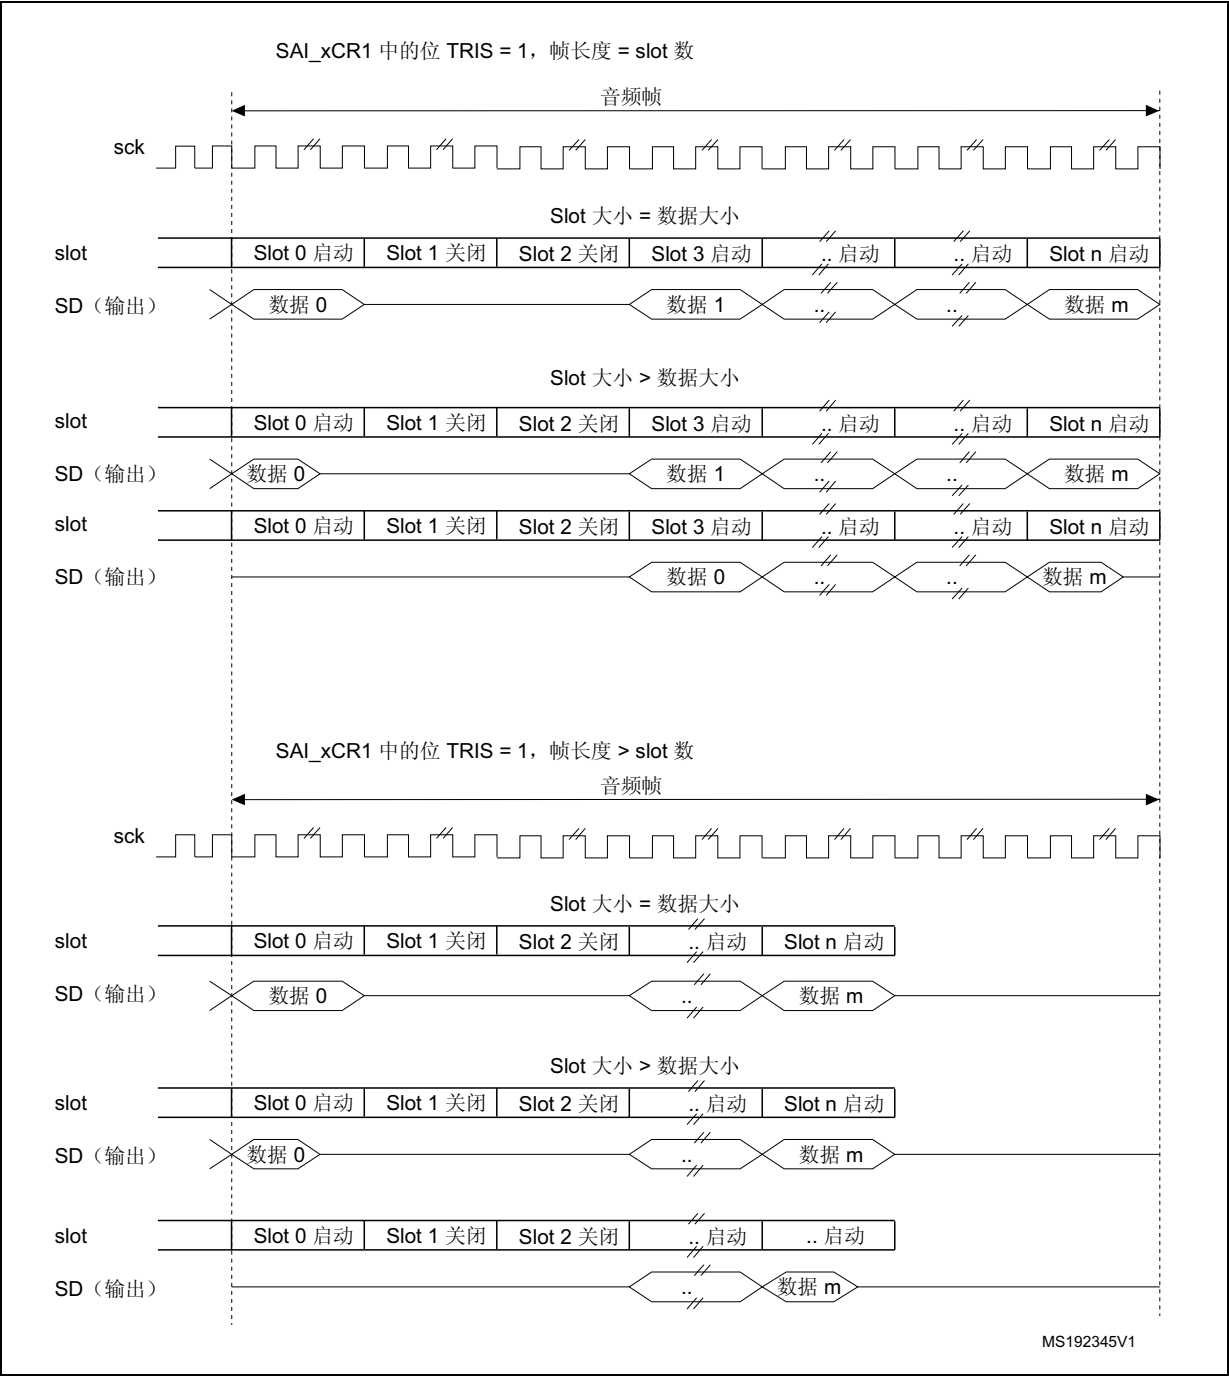 SAI_xCR1 中的位 TRIS = 1，帧长度 = slot 数
音频帧
sck
Slot 大小 = 数据大小
slot Slot 0 启动 Slot 1 关闭 Slot 2 关闭 Slot 3 启动 .. 启动 .. 启动 Slot n 启动
SD（输出） 数据 0 数据 1 .. .. 数据 m
Slot 大小 > 数据大小
slot Slot 0 启动 Slot 1 关闭 Slot 2 关闭 Slot 3 启动 .. 启动 .. 启动 Slot n 启动
SD（输出） 数据 0 数据 1 .. .. 数据 m
slot Slot 0 启动 Slot 1 关闭 Slot 2 关闭 Slot 3 启动 .. 启动 .. 启动 Slot n 启动
SD（输出） 数据 0 .. .. 数据 m
SAI_xCR1 中的位 TRIS = 1，帧长度 > slot 数
音频帧
sck
Slot 大小 = 数据大小
slot Slot 0 启动 Slot 1 关闭 Slot 2 关闭 .. 启动 Slot n 启动
SD（输出） 数据 0 .. 数据 m
Slot 大小 > 数据大小
slot Slot 0 启动 Slot 1 关闭 Slot 2 关闭 .. 启动 Slot n 启动
SD（输出） 数据 0 .. 数据 m
slot Slot 0 启动 Slot 1 关闭 Slot 2 关闭 .. 启动 .. 启动
SD（输出） .. 数据 m
MS192345V1